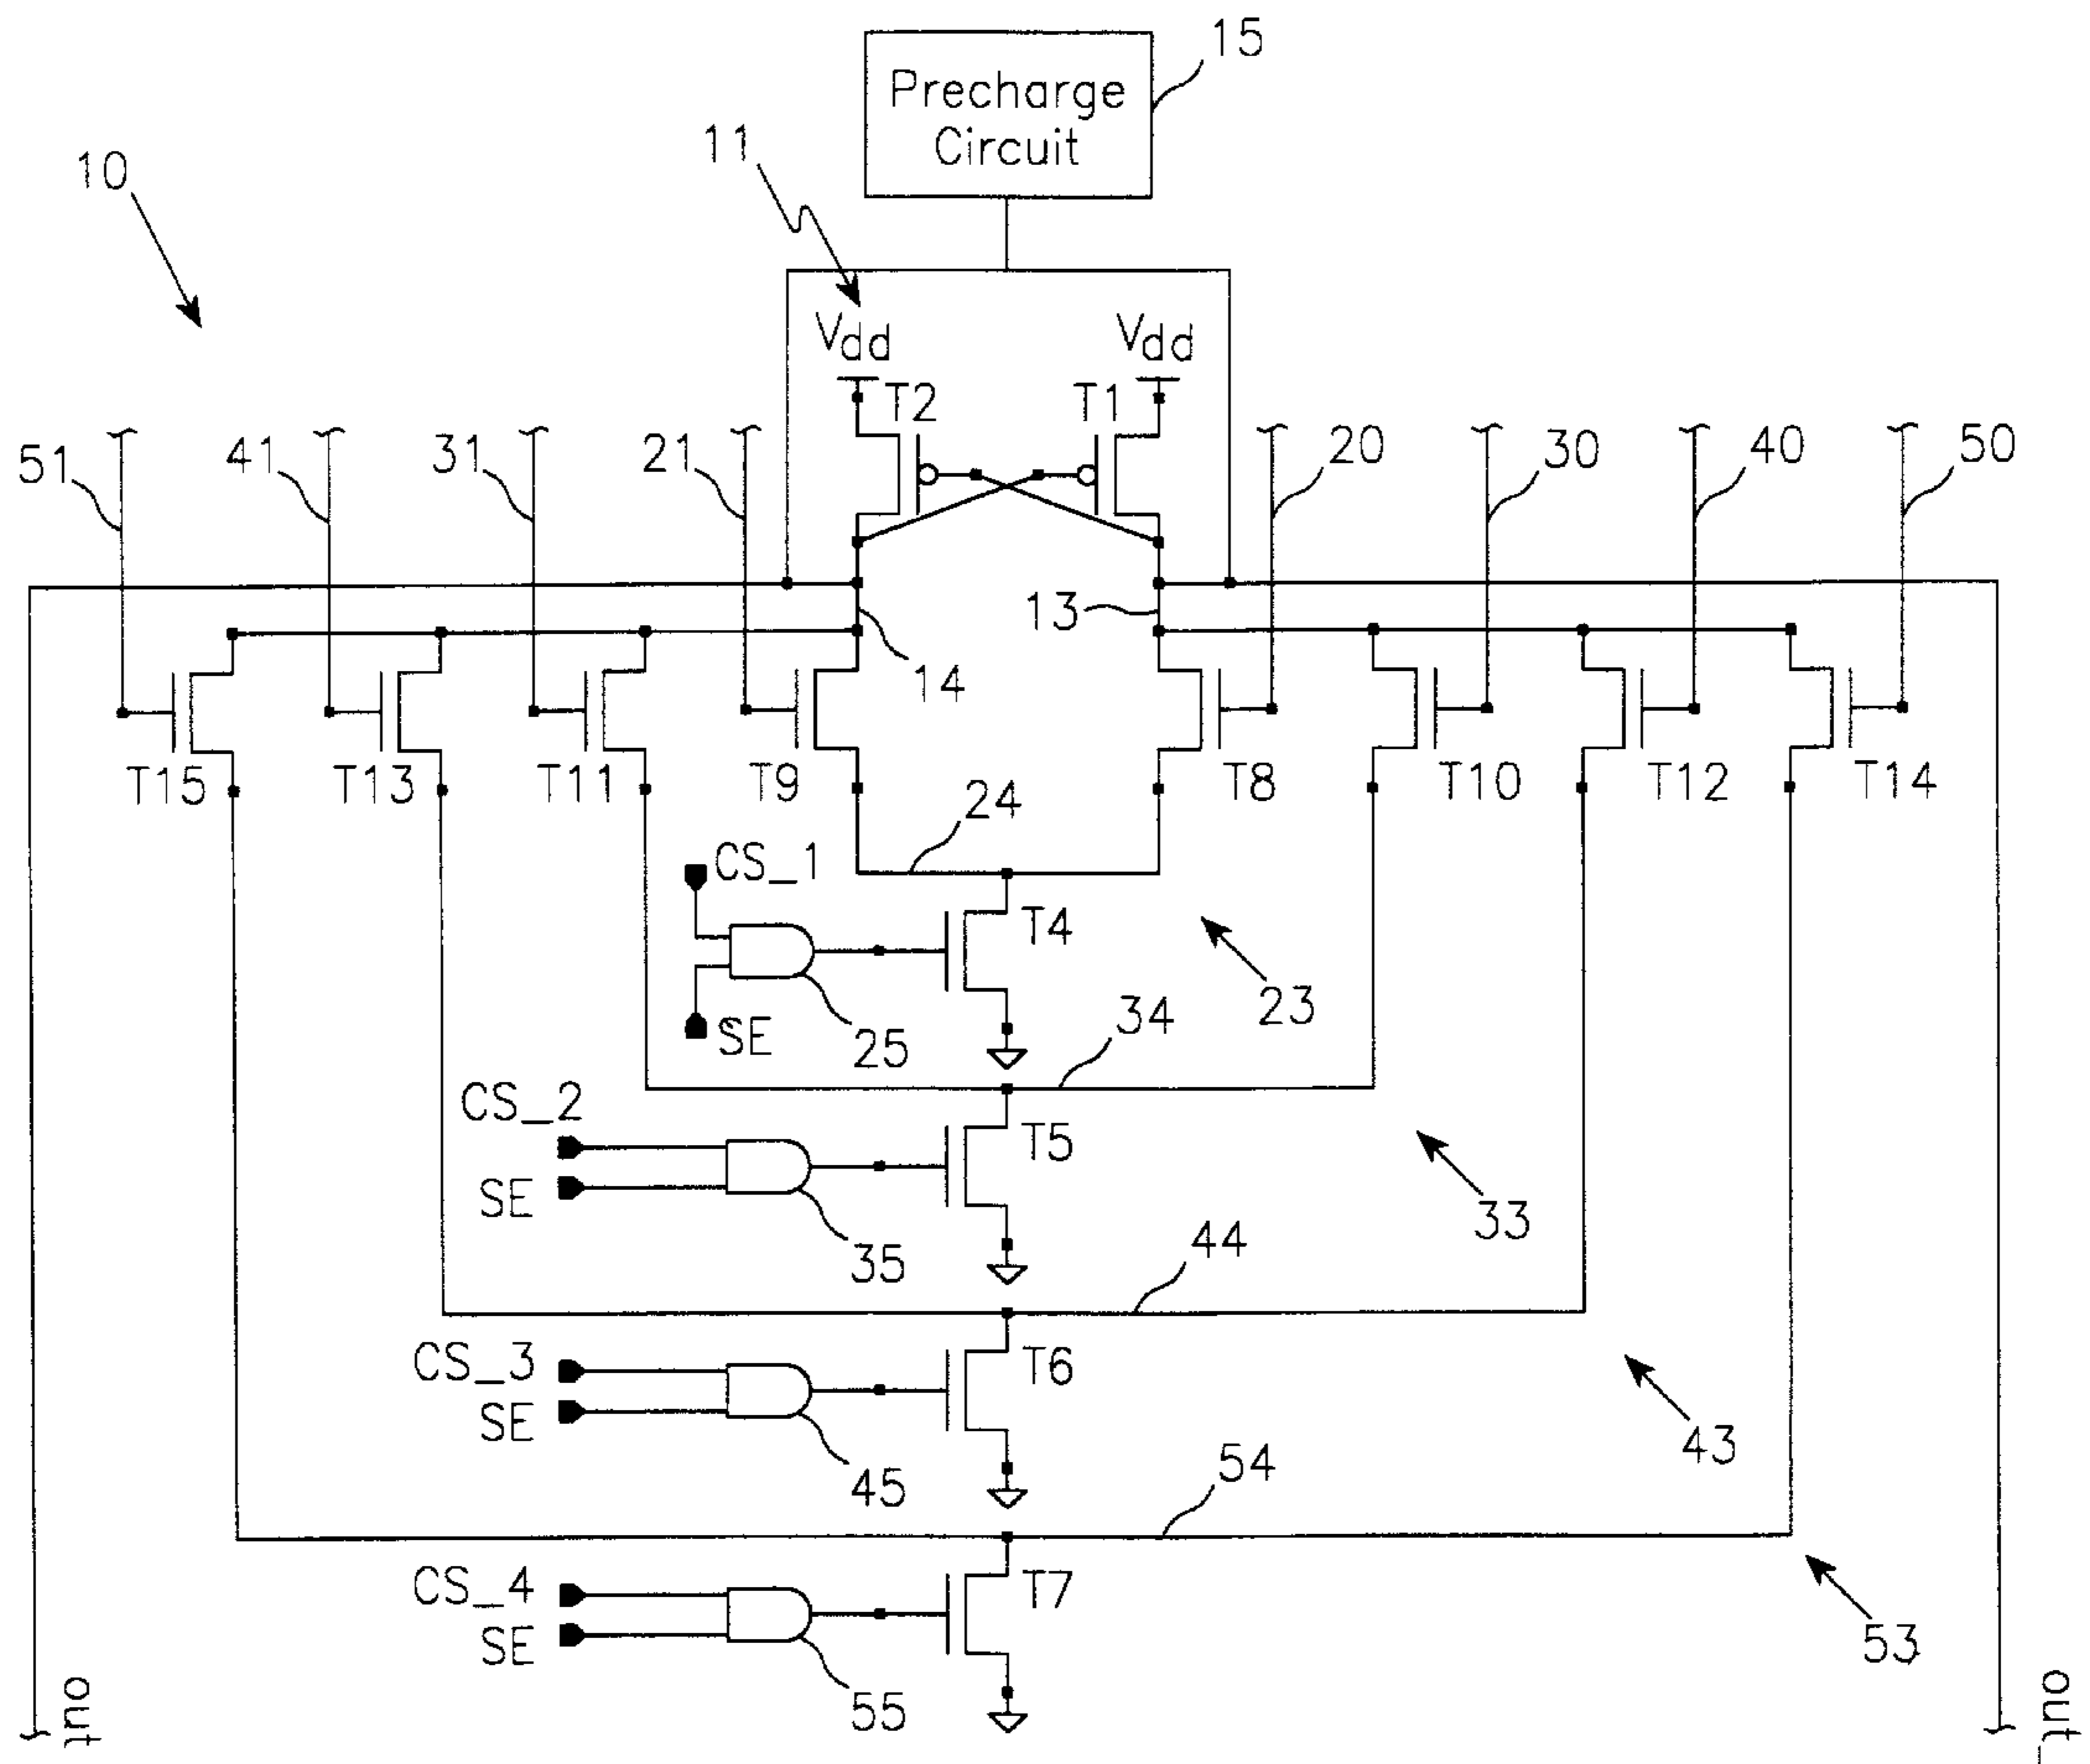 15
Precharge
Circuit
11
10
Vdd
Vdd
T2
T1
51
41
31
21
20
30
40
50
13
14
T15
T13
T11
T9
T8
T10
T12
T14
24
CS_1
T4
SE
25
23
34
CS_2
T5
SE
35
33
44
CS_3
T6
SE
45
43
54
CS_4
T7
SE
55
53
out
out_